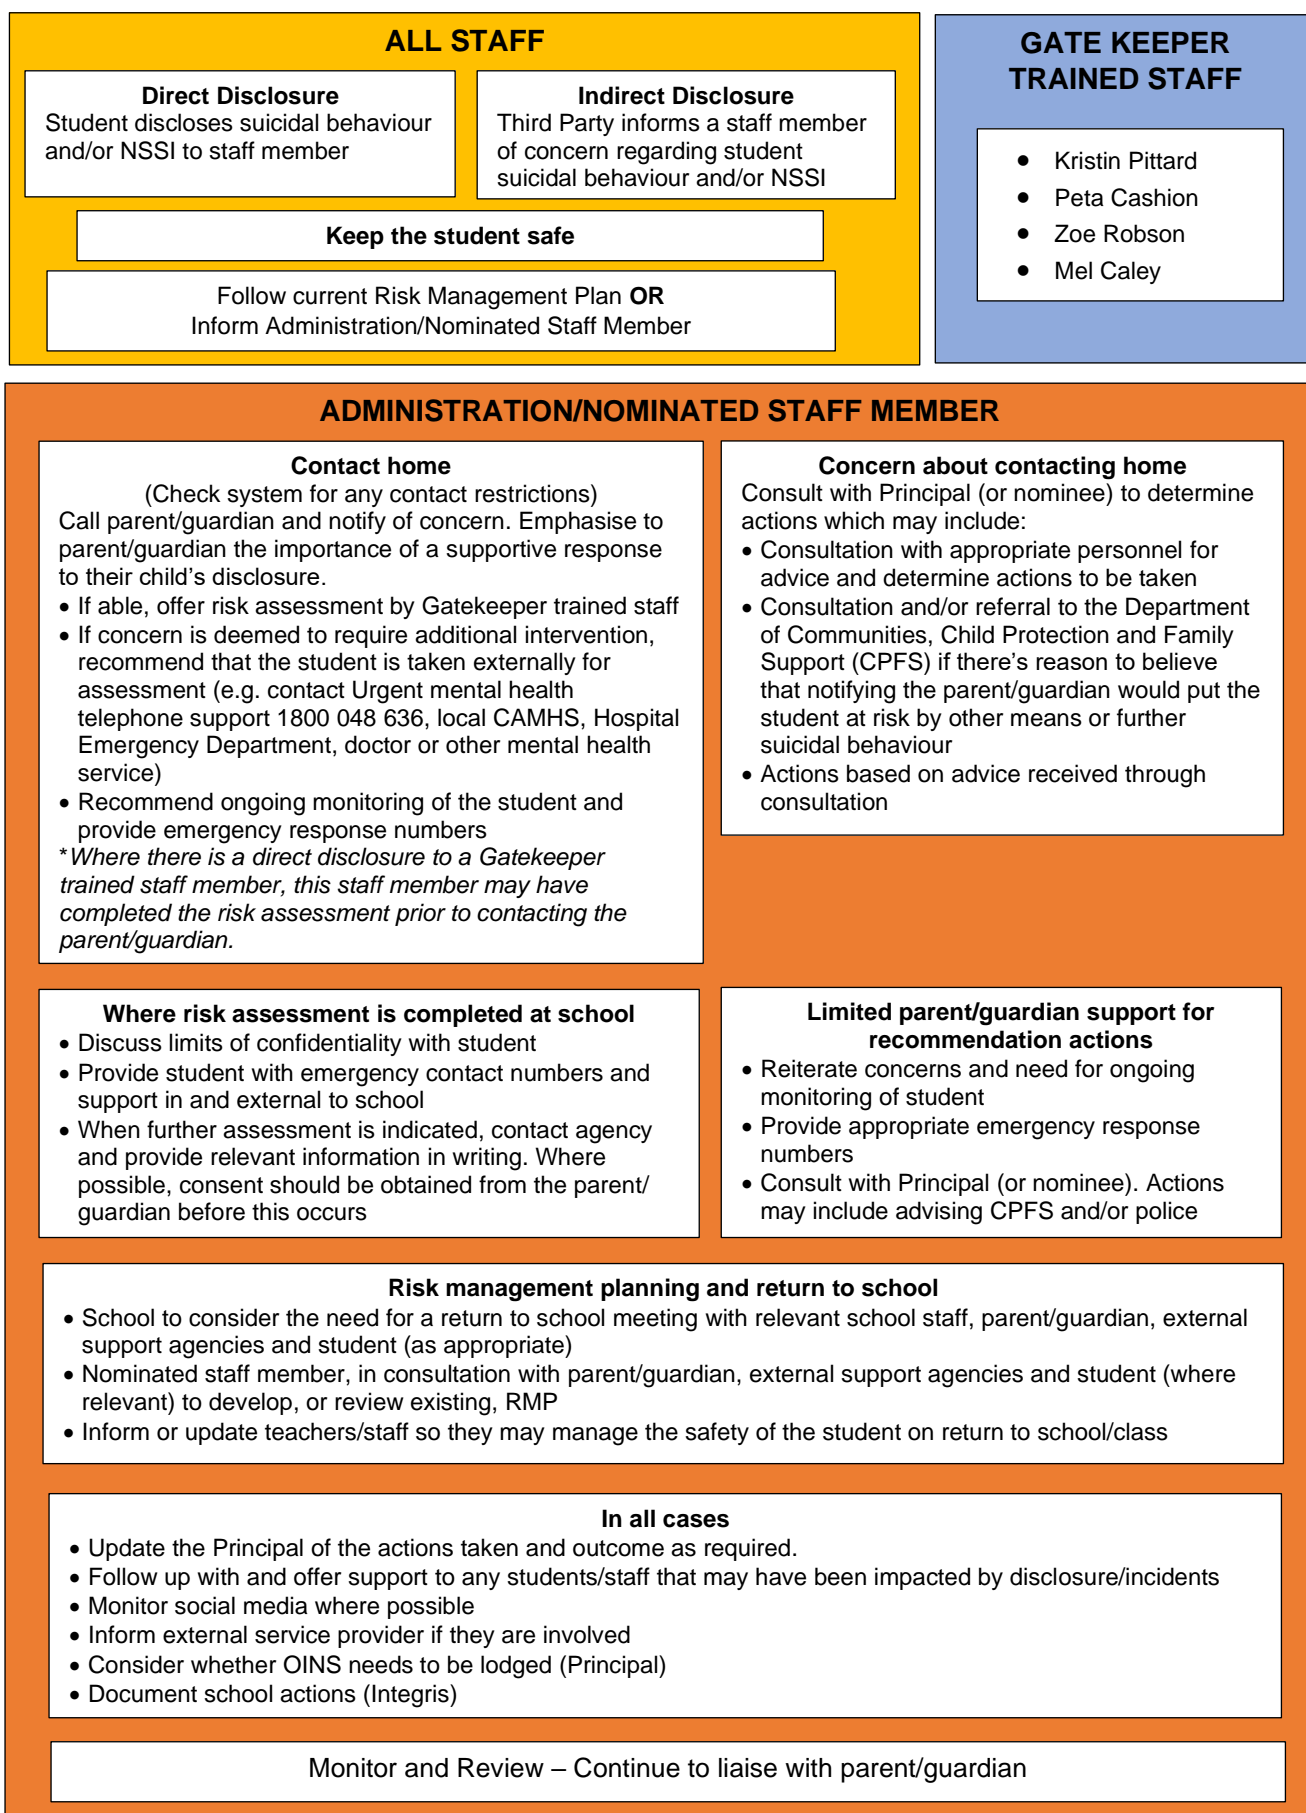 ALL STAFF
Direct Disclosure
Student discloses suicidal behaviour
and/or NSSI to staff member
Indirect Disclosure
Third Party informs a staff member
of concern regarding student
suicidal behaviour and/or NSSI
Keep the student safe
Follow current Risk Management Plan OR
Inform Administration/Nominated Staff Member
GATE KEEPER
TRAINED STAFF
• Kristin Pittard
• Peta Cashion
• Zoe Robson
• Mel Caley
ADMINISTRATION/NOMINATED STAFF MEMBER
Contact home
(Check system for any contact restrictions)
Call parent/guardian and notify of concern. Emphasise to
parent/guardian the importance of a supportive response
to their child's disclosure.
• If able, offer risk assessment by Gatekeeper trained staff
• If concern is deemed to require additional intervention,
recommend that the student is taken externally for
assessment (e.g. contact Urgent mental health
telephone support 1800 048 636, local CAMHS, Hospital
Emergency Department, doctor or other mental health
service)
• Recommend ongoing monitoring of the student and
provide emergency response numbers
*Where there is a direct disclosure to a Gatekeeper
trained staff member, this staff member may have
completed the risk assessment prior to contacting the
parent/guardian.
Concern about contacting home
Consult with Principal (or nominee) to determine
actions which may include:
• Consultation with appropriate personnel for
advice and determine actions to be taken
• Consultation and/or referral to the Department
of Communities, Child Protection and Family
Support (CPFS) if there's reason to believe
that notifying the parent/guardian would put the
student at risk by other means or further
suicidal behaviour
• Actions based on advice received through
consultation
Where risk assessment is completed at school
• Discuss limits of confidentiality with student
• Provide student with emergency contact numbers and
support in and external to school
• When further assessment is indicated, contact agency
and provide relevant information in writing. Where
possible, consent should be obtained from the parent/
guardian before this occurs
Limited parent/guardian support for
recommendation actions
• Reiterate concerns and need for ongoing
monitoring of student
• Provide appropriate emergency response
numbers
• Consult with Principal (or nominee). Actions
may include advising CPFS and/or police
Risk management planning and return to school
• School to consider the need for a return to school meeting with relevant school staff, parent/guardian, external
support agencies and student (as appropriate)
• Nominated staff member, in consultation with parent/guardian, external support agencies and student (where
relevant) to develop, or review existing, RMP
• Inform or update teachers/staff so they may manage the safety of the student on return to school/class
In all cases
• Update the Principal of the actions taken and outcome as required.
• Follow up with and offer support to any students/staff that may have been impacted by disclosure/incidents
• Monitor social media where possible
• Inform external service provider if they are involved
• Consider whether OINS needs to be lodged (Principal)
• Document school actions (Integris)
Monitor and Review – Continue to liaise with parent/guardian